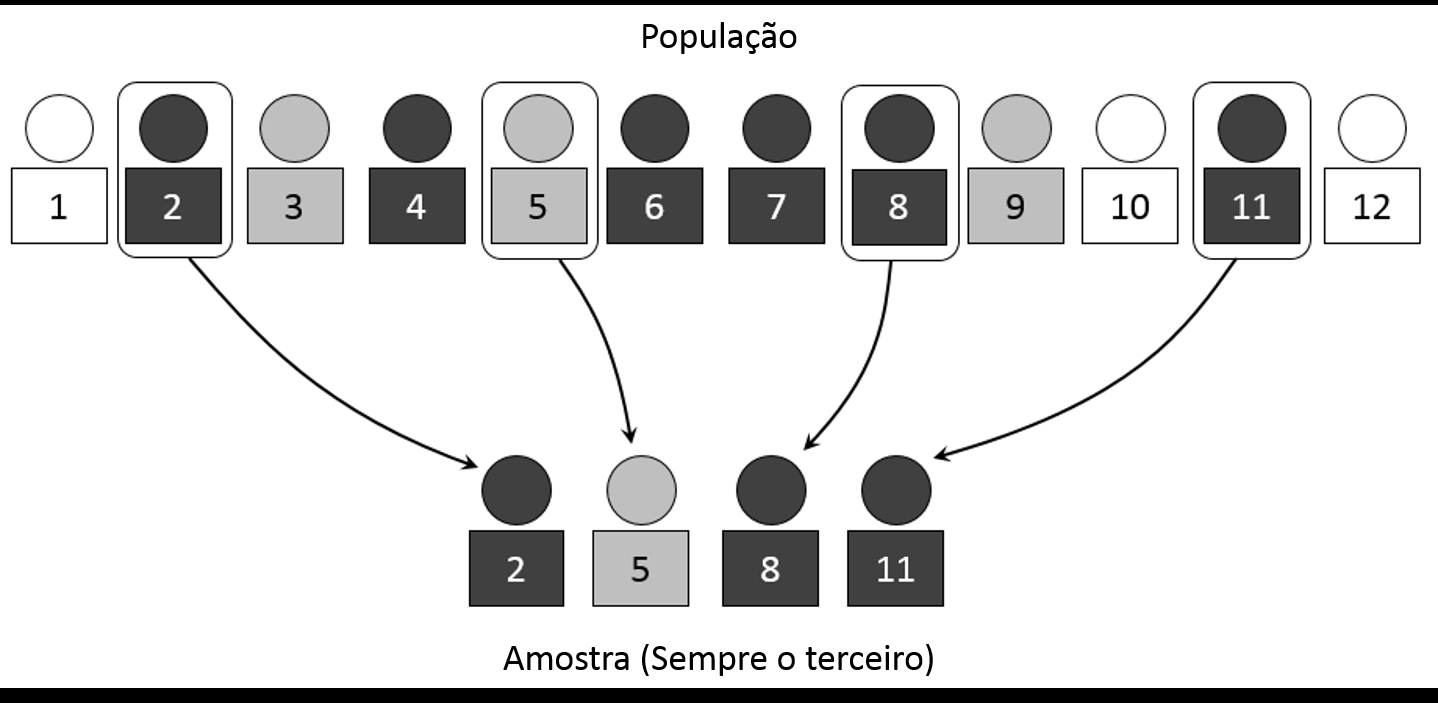 População
1 2 3 4 5 6 7 8 9 10 11 12
2 5 8 11
Amostra (Sempre o terceiro)